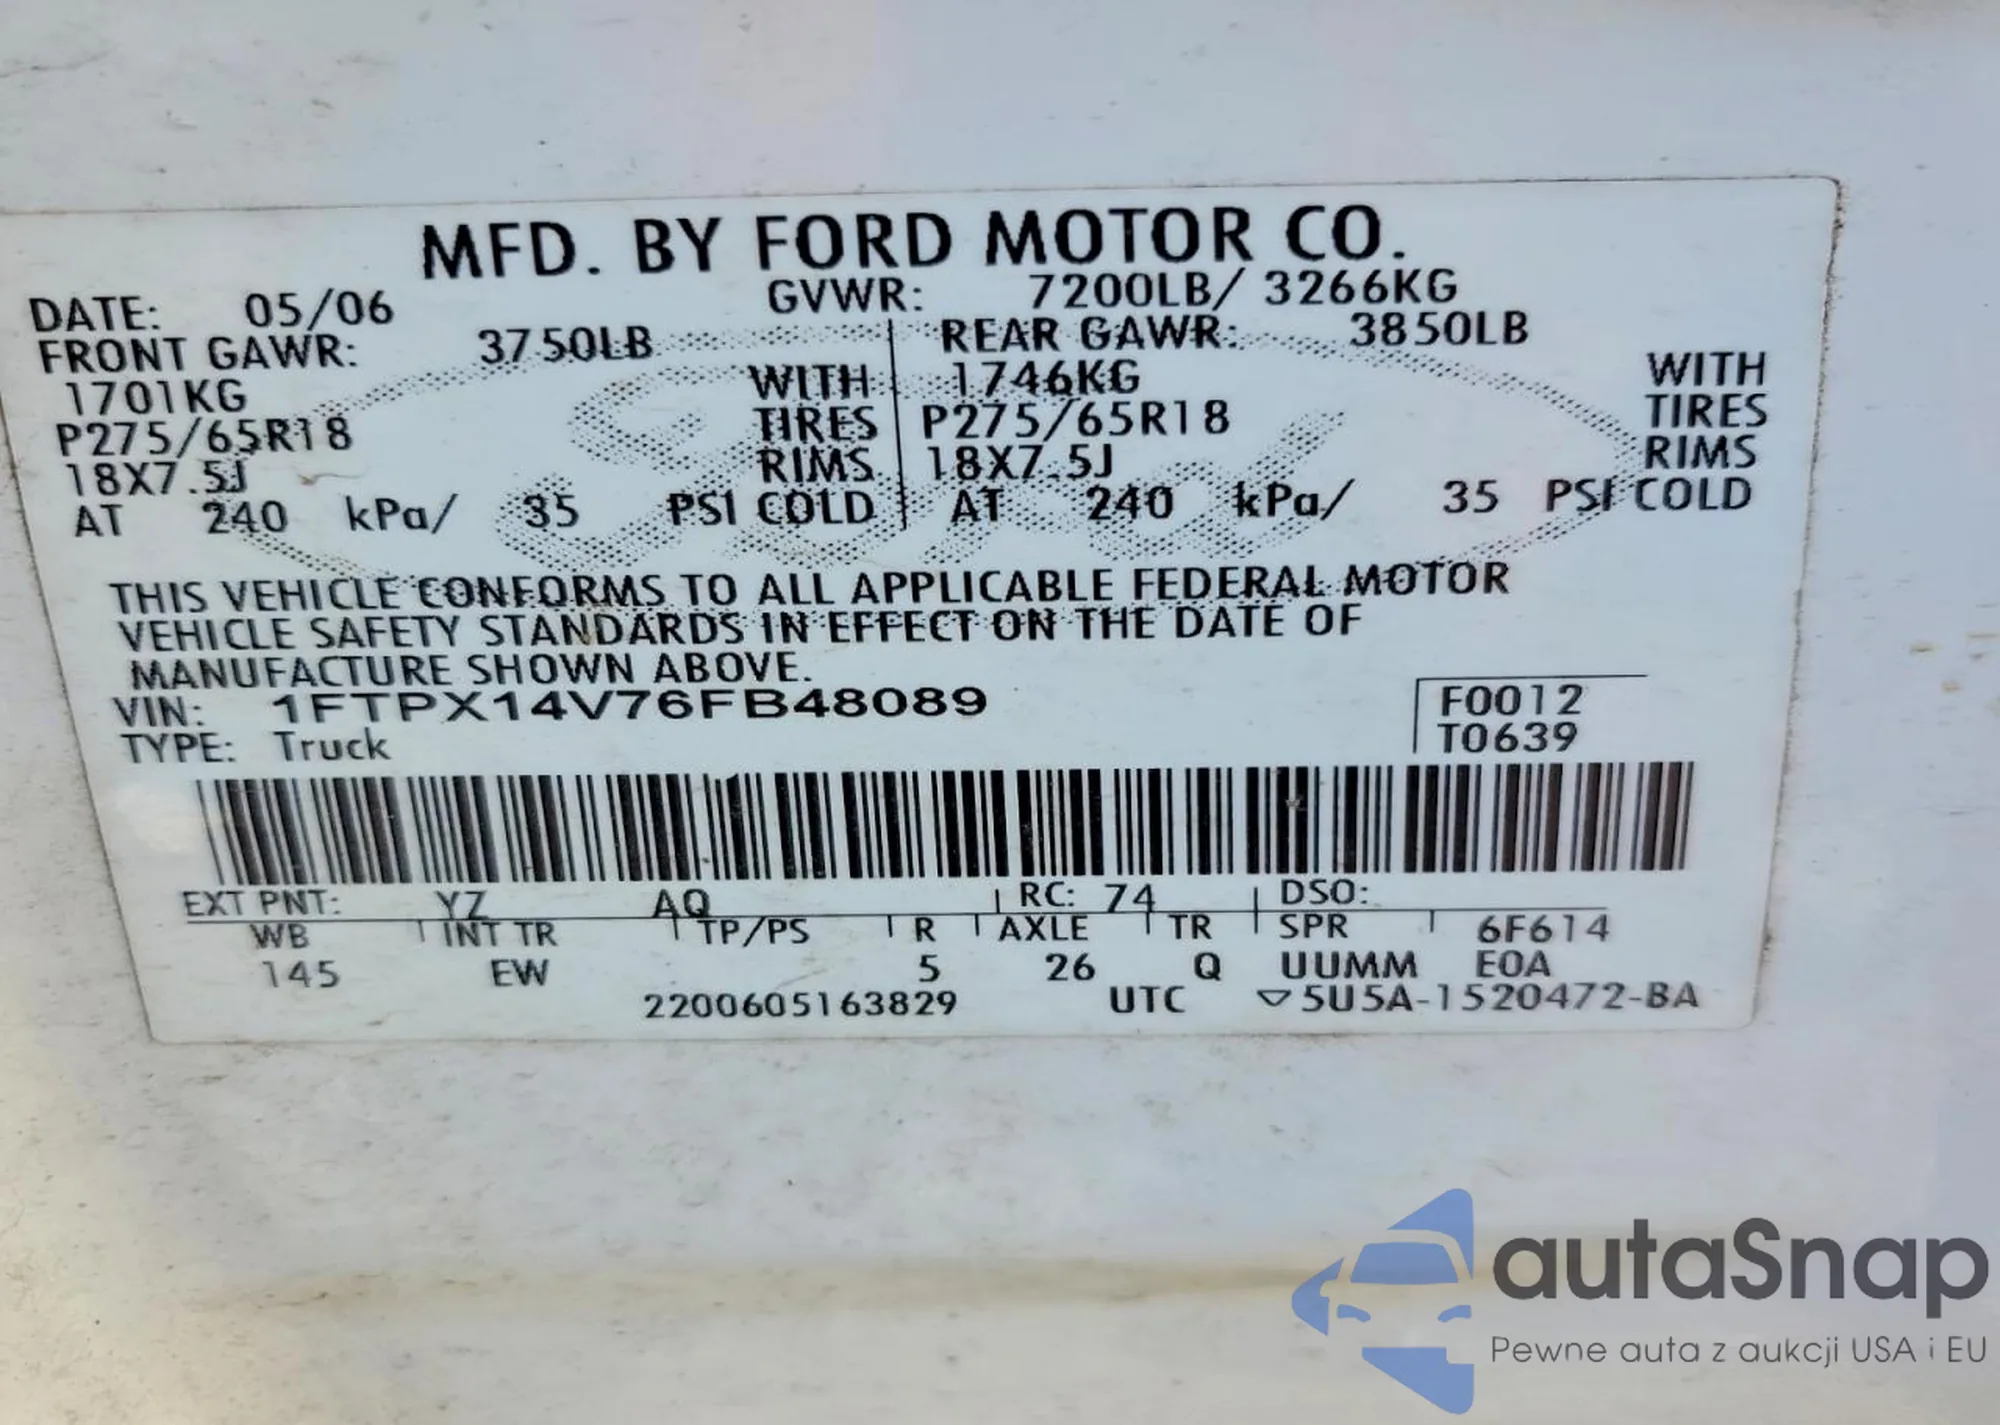 MFD. BY FORD MOTOR CO.
DATE: 05/06 GVWR: 7200LB/ 3266KG
FRONT GAWR: 3750LB REAR GAWR: 3850LB
1701KG WITH 1746KG WITH
P275/65R18 TIRES P275/65R18 TIRES
18X7.5J RIMS 18X7.5J RIMS
AT 240 kPa/ 35 PSI COLD AT 240 kPa/ 35 PSI COLD
THIS VEHICLE CONFORMS TO ALL APPLICABLE FEDERAL MOTOR
VEHICLE SAFETY STANDARDS IN EFFECT ON THE DATE OF
MANUFACTURE SHOWN ABOVE.
VIN: 1FTPX14V76FB48089 F0012
TYPE: Truck T0639
EXT PNT: YZ AQ RC: 74 DSO:
WB INT TR TP/PS R AXLE TR SPR 6F614
145 EW 5 26 Q UUMM EOA
2200605163829 UTC ▽5U5A-1520472-BA
autaSnap
Pewne auta z aukcji USA i EU